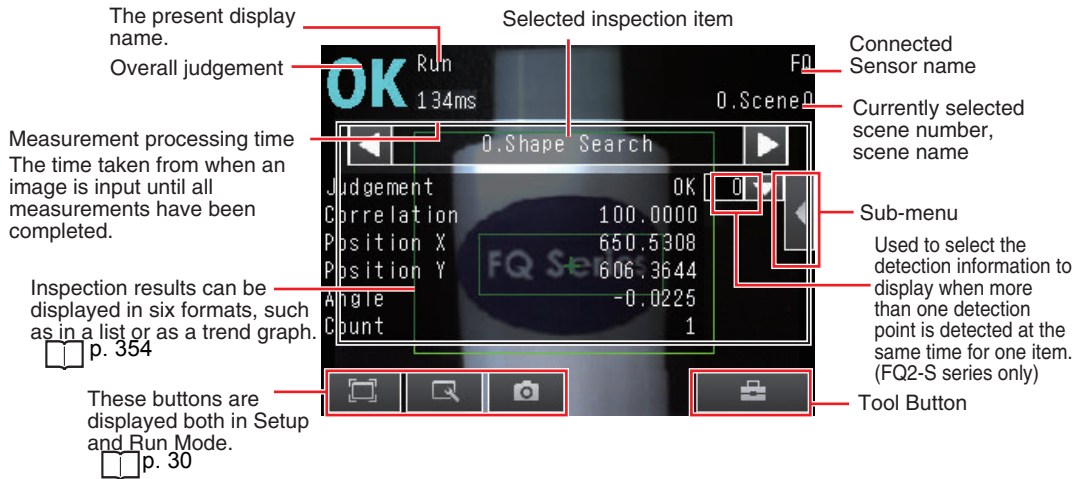 The present display
name.
Selected inspection item
Overall judgement
Connected
Sensor name
OK
Run
FQ
134ms
0.Scene0
Currently selected
scene number,
scene name
Measurement processing time
The time taken from when an
image is input until all
measurements have been
completed.
0.Shape Search
Judgement OK 0
Correlation 100.0000
Position X 650.5308
Position Y 606.3644
Angle -0.0225
Count 1
FQ Series
Sub-menu
Used to select the
detection information to
display when more
than one detection
point is detected at the
same time for one item.
(FQ2-S series only)
Inspection results can be
displayed in six formats, such
as in a list or as a trend graph.
p. 354
These buttons are
displayed both in Setup
and Run Mode.
p. 30
Tool Button